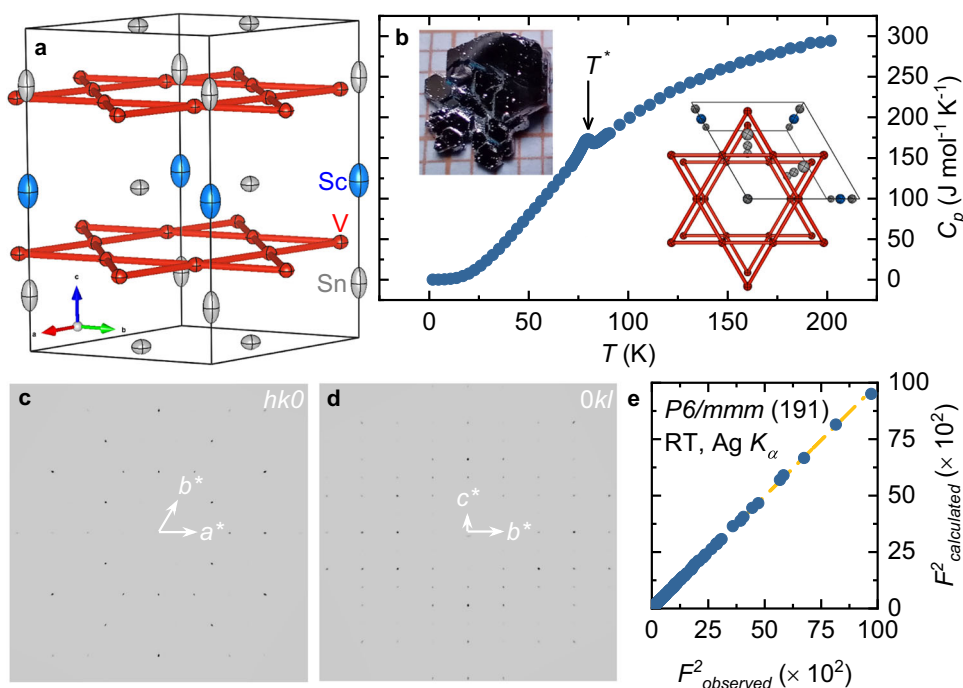 a
Sc
V
Sn
c
a
b
b
T*
C_p (J mol⁻¹ K⁻¹)
300
250
200
150
100
50
0
0
50
100
150
200
T (K)
c
hk0
b*
a*
d
0kl
c*
b*
e
P6/mmm (191)
RT, Ag K_α
F²_calculated (× 10²)
100
75
50
25
0
0
25
50
75
100
F²_observed (× 10²)